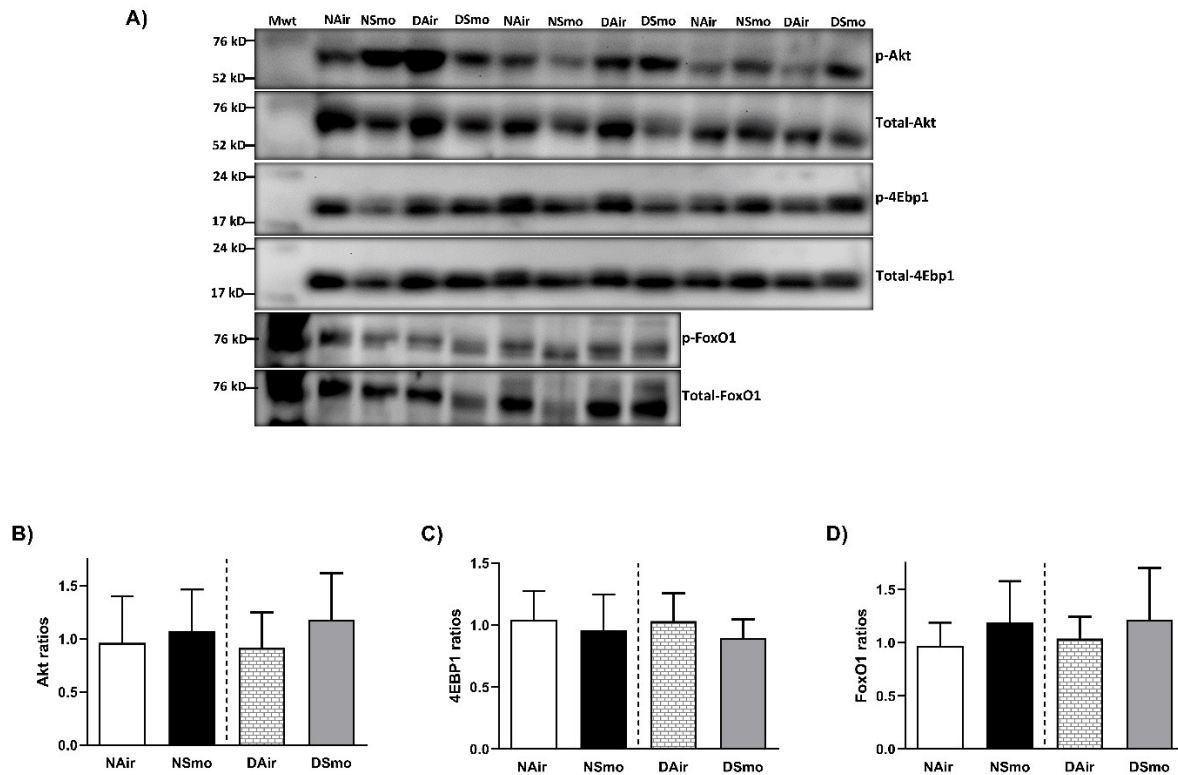 A)
Mwt NAir NSmo DAir DSmo NAir NSmo DAir DSmo NAir NSmo DAir DSmo
76 kD
p-Akt
52 kD
76 kD
Total-Akt
52 kD
24 kD
p-4Ebp1
17 kD
24 kD
Total-4Ebp1
17 kD
76 kD
p-FoxO1
76 kD
Total-FoxO1
B)
Akt ratios
1.5
1.0
0.5
0.0
NAir NSmo DAir DSmo
C)
4EBP1 ratios
1.5
1.0
0.5
0.0
NAir NSmo DAir DSmo
D)
FoxO1 ratios
1.5
1.0
0.5
0.0
NAir NSmo DAir DSmo